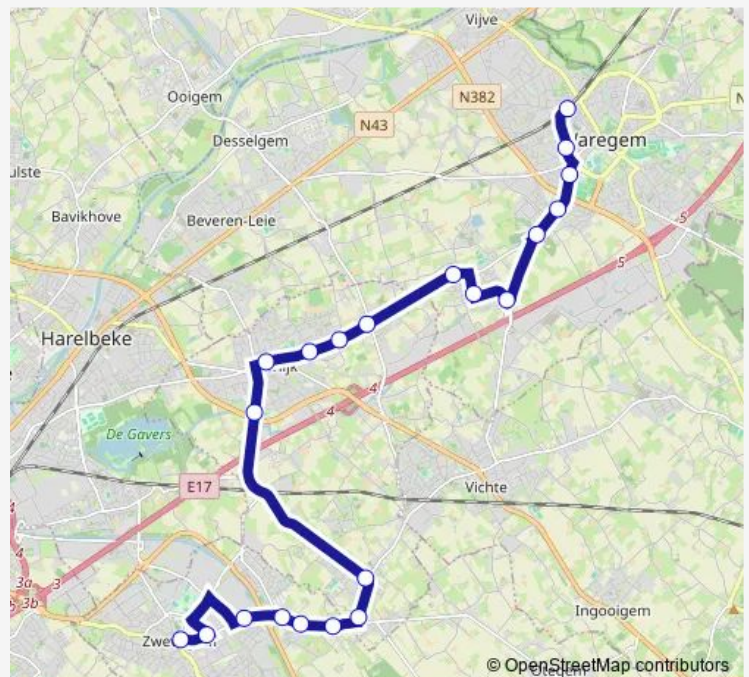 Vijve
Ooigem
N382
N43
Desselgem
Waregem
Bavikhove
Beveren-Leie
5
5
Harelbeke
4
4
De Gavers
E17
Vichte
4
4
3a
3
3b
Ingooigem
© OpenStreetMap contributors